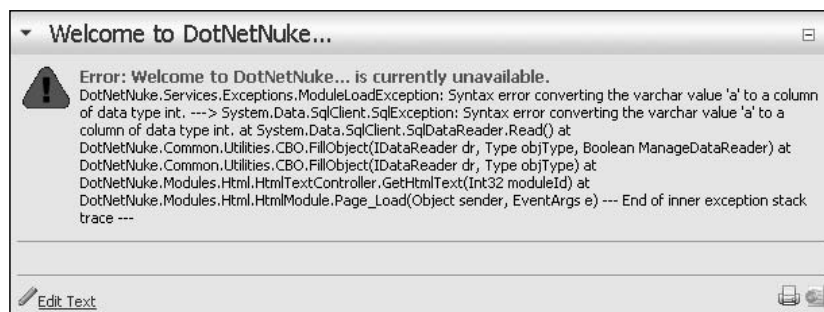 Welcome to DotNetNuke...
Error: Welcome to DotNetNuke... is currently unavailable.
DotNetNuke.Services.Exceptions.ModuleLoadException: Syntax error converting the varchar value 'a' to a column
of data type int. ---> System.Data.SqlClient.SqlException: Syntax error converting the varchar value 'a' to a
column of data type int. at System.Data.SqlClient.SqlDataReader.Read() at
DotNetNuke.Common.Utilities.CBO.FillObject(IDataReader dr, Type objType, Boolean ManageDataReader) at
DotNetNuke.Common.Utilities.CBO.FillObject(IDataReader dr, Type objType) at
DotNetNuke.Modules.Html.HtmlTextController.GetHtmlText(Int32 moduleId) at
DotNetNuke.Modules.Html.HtmlModule.Page_Load(Object sender, EventArgs e) --- End of inner exception stack
trace ---
Edit Text